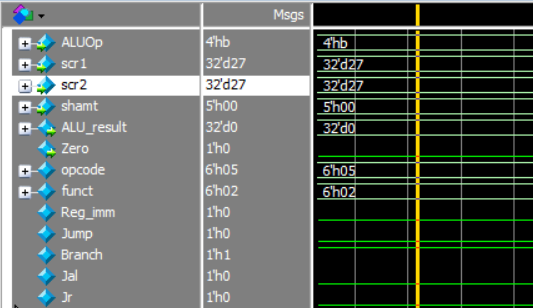 Msgs
ALUOp 4'hb 4'hb
scr1 32'd27 32'd27
scr2 32'd27 32'd27
shamt 5'h00 5'h00
ALU_result 32'd0 32'd0
Zero 1'h0
opcode 6'h05 6'h05
funct 6'h02 6'h02
Reg_imm 1'h0
Jump 1'h0
Branch 1'h1
Jal 1'h0
Jr 1'h0